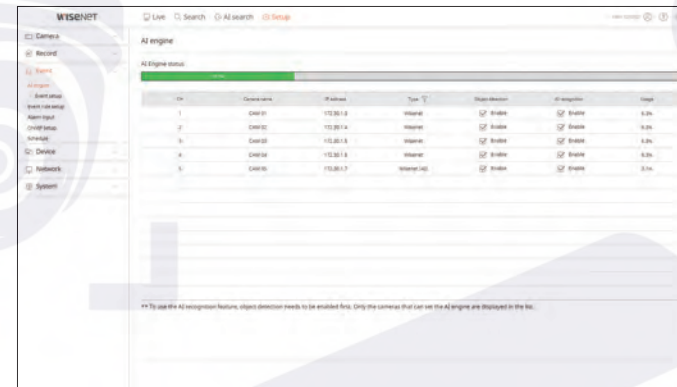 WISENET
Live Search AI search Setup
Camera
Record
Event
AI engine
Event setup
Event rule setup
Alarm input
ONVIF setup
Schedule
Device
Network
System
AI engine
AI Engine status
CH Camera name IP address Type Object detection AI recognition Usage
1 CAM 01 Wisenet Enable Enable
2 CAM 02 Wisenet Enable Enable
3 CAM 03 Wisenet Enable Enable
4 CAM 04 Wisenet Enable Enable
5 CAM 05 Enable Enable
** To use the AI recognition feature, object detection needs to be enabled first. Only the cameras that can set the AI engine are displayed in the list.